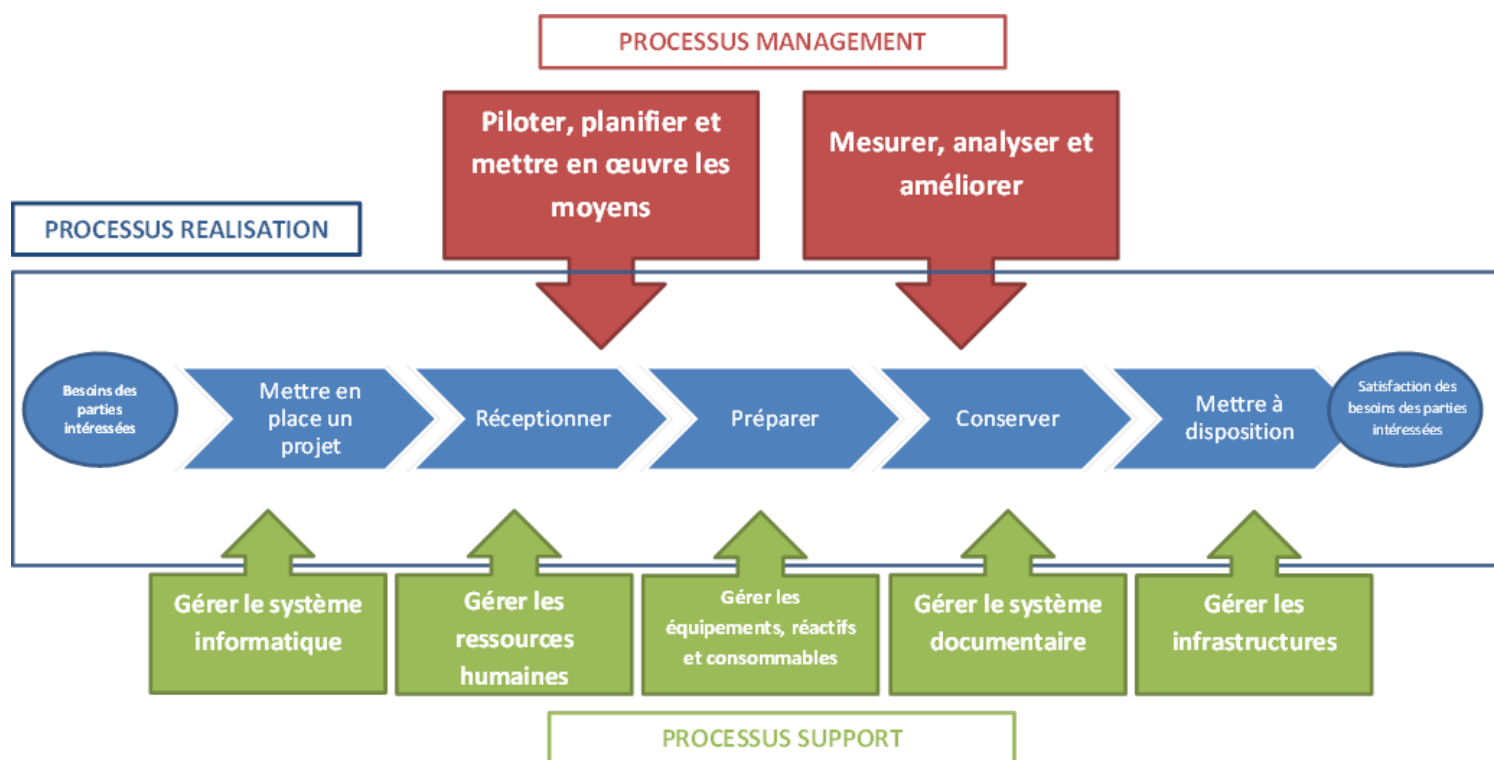 PROCESSUS MANAGEMENT
Piloter, planifier et
mettre en œuvre les
moyens
Mesurer, analyser et
améliorer
PROCESSUS REALISATION
Besoins des
parties
intéressées
Mettre en
place un
projet
Réceptionner
Préparer
Conserver
Mettre à
disposition
Satisfaction des
besoins des parties
intéressées
Gérer le système
informatique
Gérer les
ressources
humaines
Gérer les
équipements, réactifs
et consommables
Gérer le système
documentaire
Gérer les
infrastructures
PROCESSUS SUPPORT